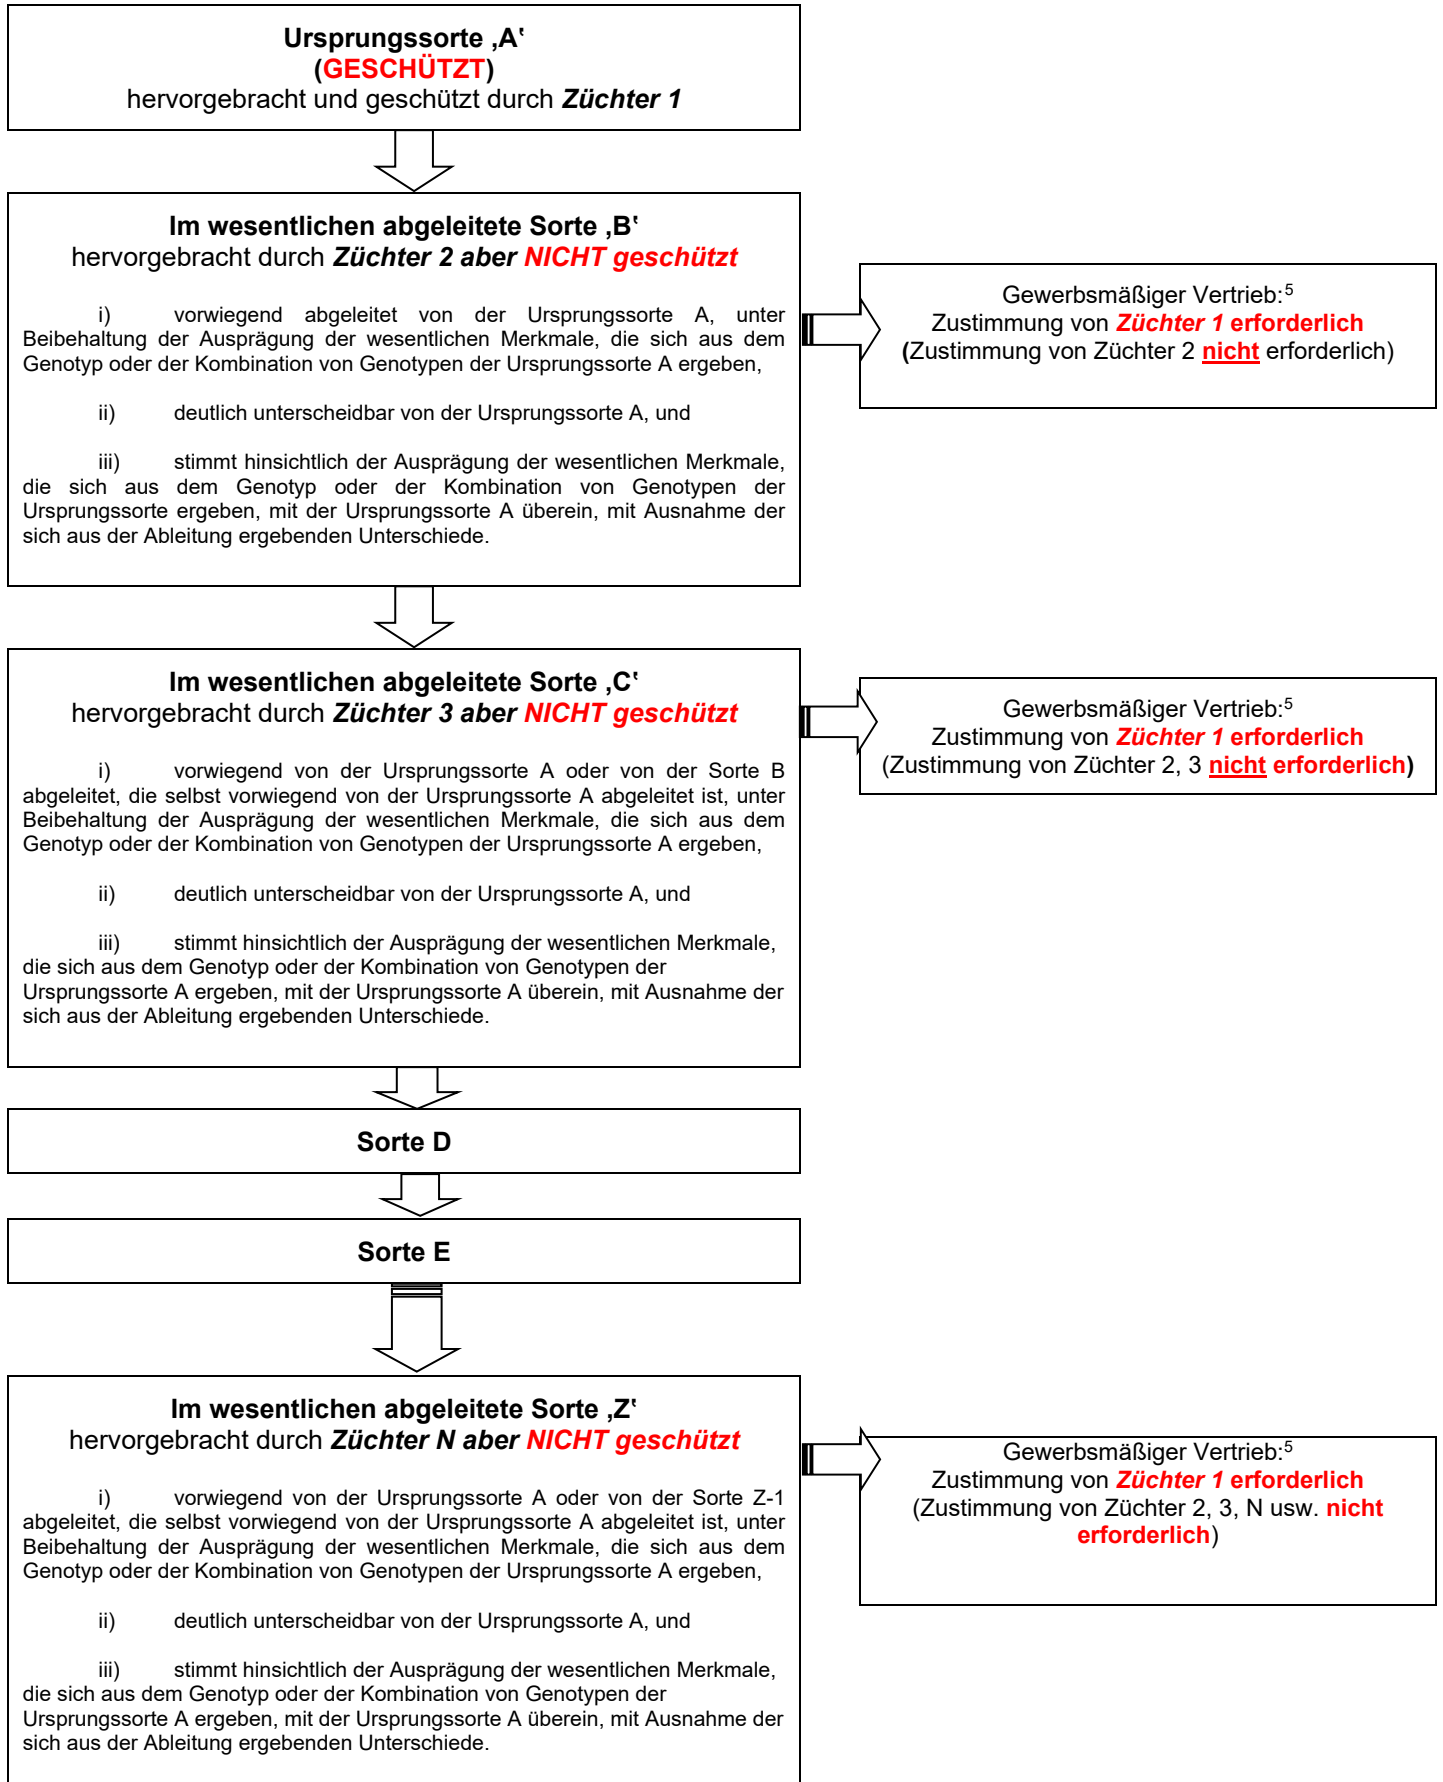 Ursprungssorte ‚A‛
(GESCHÜTZT)
hervorgebracht und geschützt durch Züchter 1
Im wesentlichen abgeleitete Sorte ‚B‛
hervorgebracht durch Züchter 2 aber NICHT geschützt
i) vorwiegend abgeleitet von der Ursprungssorte A, unter
Beibehaltung der Ausprägung der wesentlichen Merkmale, die sich aus dem
Genotyp oder der Kombination von Genotypen der Ursprungssorte A ergeben,
ii) deutlich unterscheidbar von der Ursprungssorte A, und
iii) stimmt hinsichtlich der Ausprägung der wesentlichen Merkmale,
die sich aus dem Genotyp oder der Kombination von Genotypen der
Ursprungssorte ergeben, mit der Ursprungssorte A überein, mit Ausnahme der
sich aus der Ableitung ergebenden Unterschiede.
Gewerbsmäßiger Vertrieb:⁵
Zustimmung von Züchter 1 erforderlich
(Zustimmung von Züchter 2 nicht erforderlich)
Im wesentlichen abgeleitete Sorte ‚C‛
hervorgebracht durch Züchter 3 aber NICHT geschützt
i) vorwiegend von der Ursprungssorte A oder von der Sorte B
abgeleitet, die selbst vorwiegend von der Ursprungssorte A abgeleitet ist, unter
Beibehaltung der Ausprägung der wesentlichen Merkmale, die sich aus dem
Genotyp oder der Kombination von Genotypen der Ursprungssorte A ergeben,
ii) deutlich unterscheidbar von der Ursprungssorte A, und
iii) stimmt hinsichtlich der Ausprägung der wesentlichen Merkmale,
die sich aus dem Genotyp oder der Kombination von Genotypen der
Ursprungssorte A ergeben, mit der Ursprungssorte A überein, mit Ausnahme der
sich aus der Ableitung ergebenden Unterschiede.
Gewerbsmäßiger Vertrieb:⁵
Zustimmung von Züchter 1 erforderlich
(Zustimmung von Züchter 2, 3 nicht erforderlich)
Sorte D
Sorte E
Im wesentlichen abgeleitete Sorte ‚Z‛
hervorgebracht durch Züchter N aber NICHT geschützt
i) vorwiegend von der Ursprungssorte A oder von der Sorte Z-1
abgeleitet, die selbst vorwiegend von der Ursprungssorte A abgeleitet ist, unter
Beibehaltung der Ausprägung der wesentlichen Merkmale, die sich aus dem
Genotyp oder der Kombination von Genotypen der Ursprungssorte A ergeben,
ii) deutlich unterscheidbar von der Ursprungssorte A, und
iii) stimmt hinsichtlich der Ausprägung der wesentlichen Merkmale,
die sich aus dem Genotyp oder der Kombination von Genotypen der
Ursprungssorte A ergeben, mit der Ursprungssorte A überein, mit Ausnahme der
sich aus der Ableitung ergebenden Unterschiede.
Gewerbsmäßiger Vertrieb:⁵
Zustimmung von Züchter 1 erforderlich
(Zustimmung von Züchter 2, 3, N usw. nicht
erforderlich)